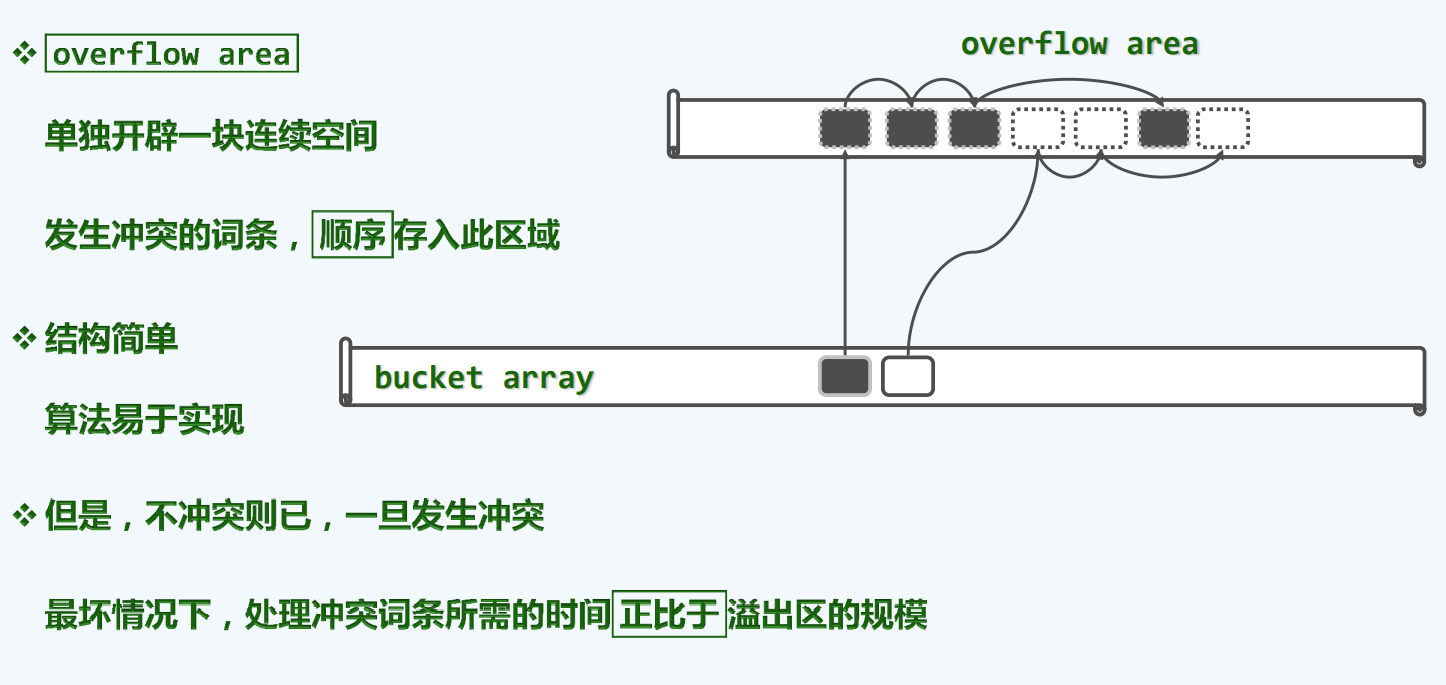 ❖ overflow area
单独开辟一块连续空间
发生冲突的词条，顺序存入此区域
❖ 结构简单
算法易于实现
❖ 但是，不冲突则已，一旦发生冲突
最坏情况下，处理冲突词条所需的时间正比于溢出区的规模
overflow area
bucket array